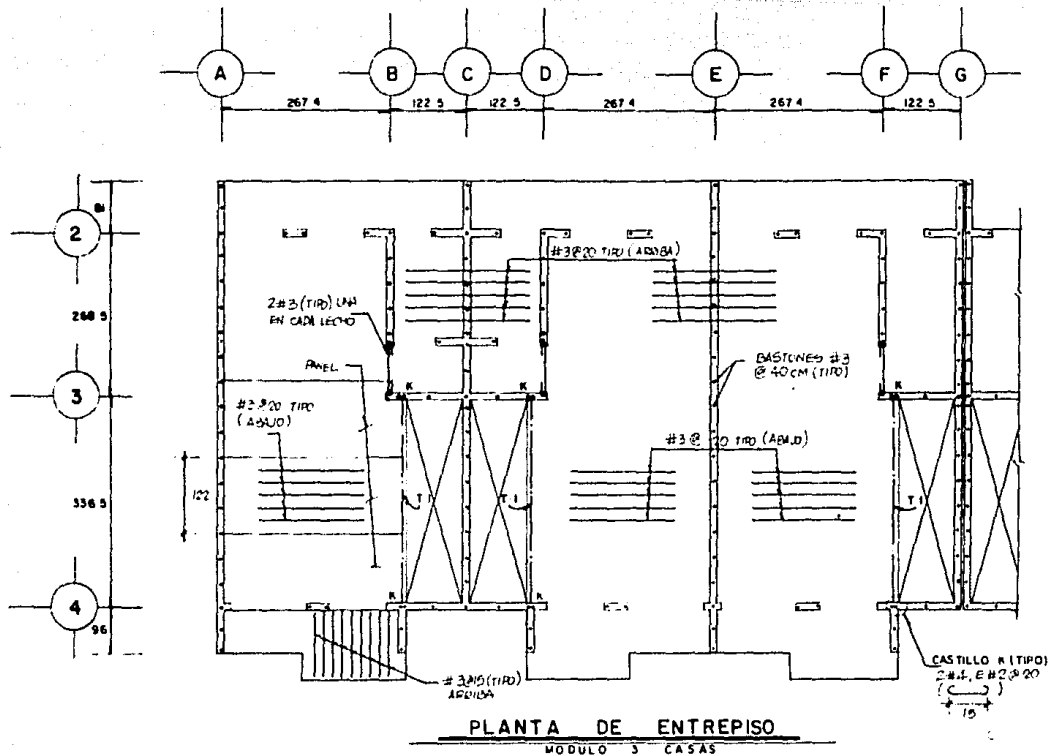 A B C D E F G
267.4 122.5 122.5 267.4 267.4 122.5
2
268.5
3
336.5
4
96
#3@20 TIPO (ARRIBA)
2#3 (TIPO) UNA
EN CADA LECHO
PANEL
BASTONES #3
@ 40 CM (TIPO)
#3@20 TIPO
(ABAJO)
#3@ 20 TIPO (ABAJO)
122
K K K
T1 T1 T1
K K
#3@15 (TIPO)
ARRIBA
CASTILLO K (TIPO)
2#4, E#2@20
15
PLANTA DE ENTREPISO
MODULO 3 CASAS